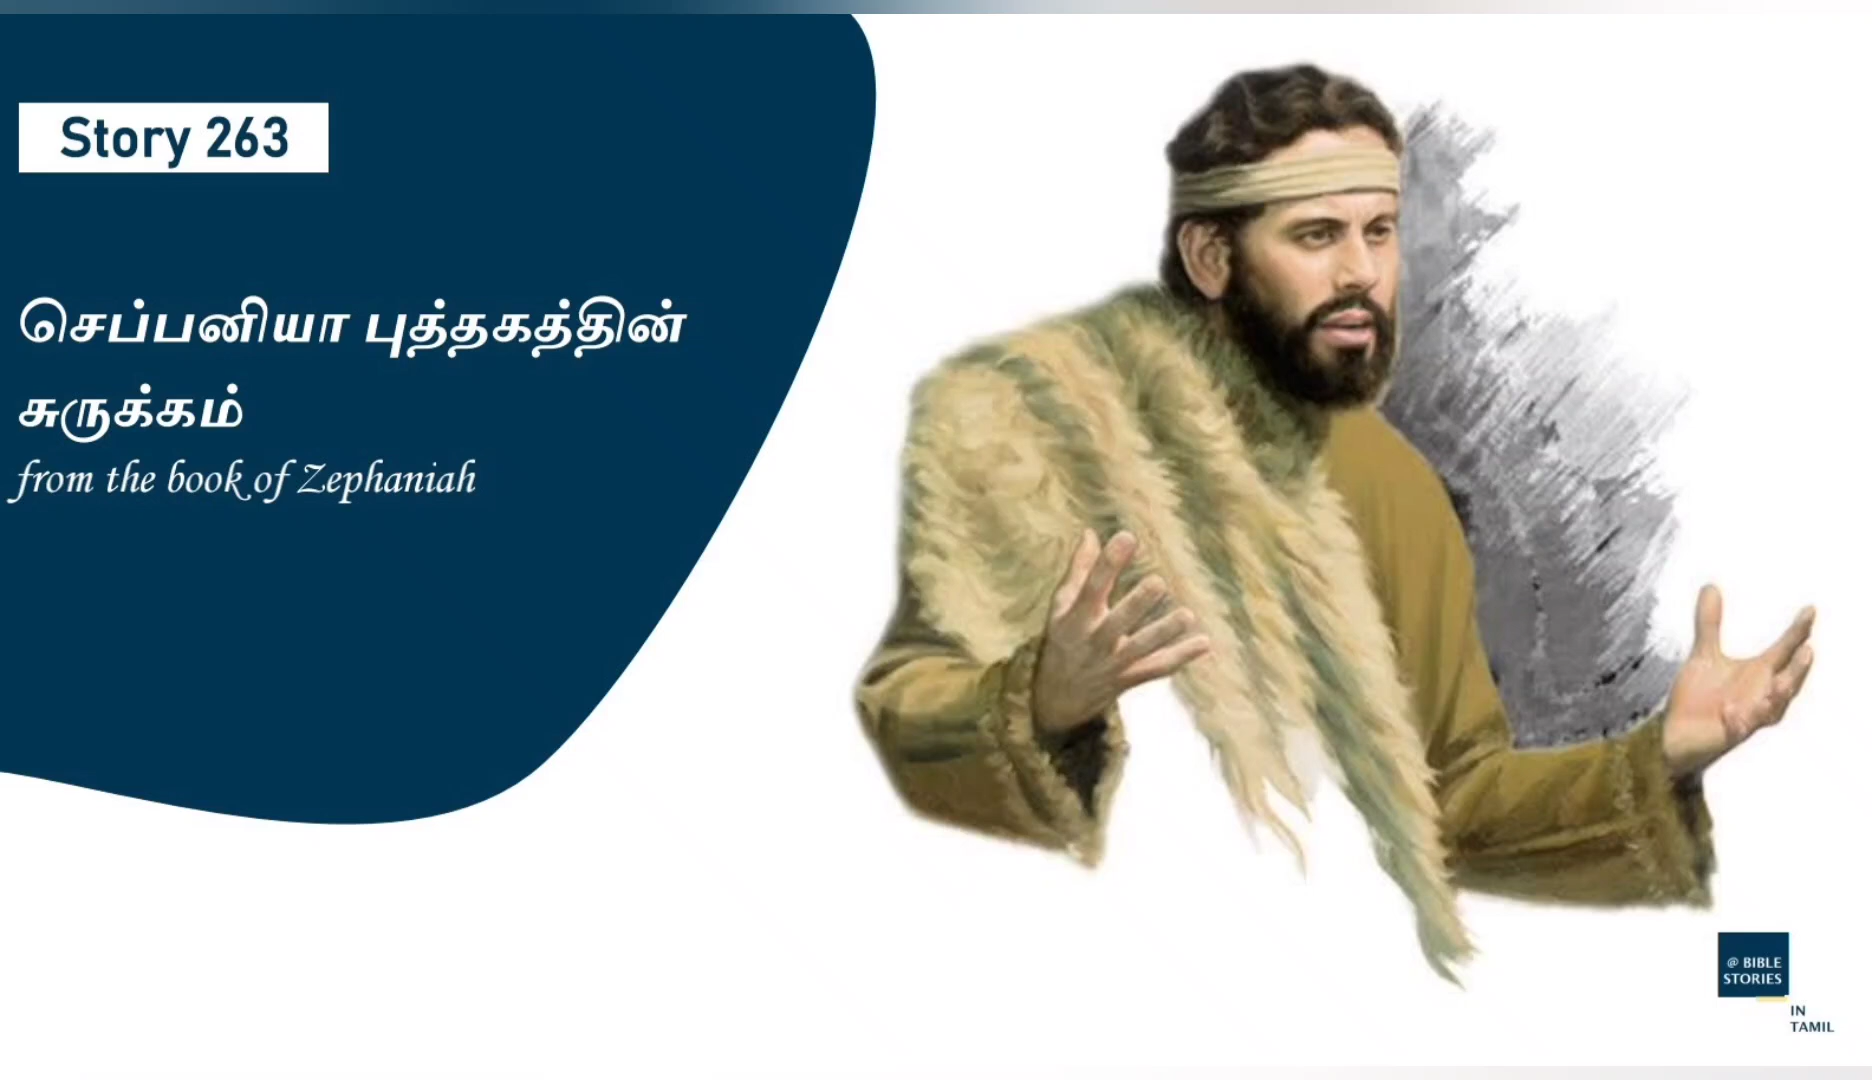 Story 263
செப்பனியா புத்தகத்தின்
சுருக்கம்
from the book of Zephaniah
@ BIBLE
STORIES
IN
TAMIL